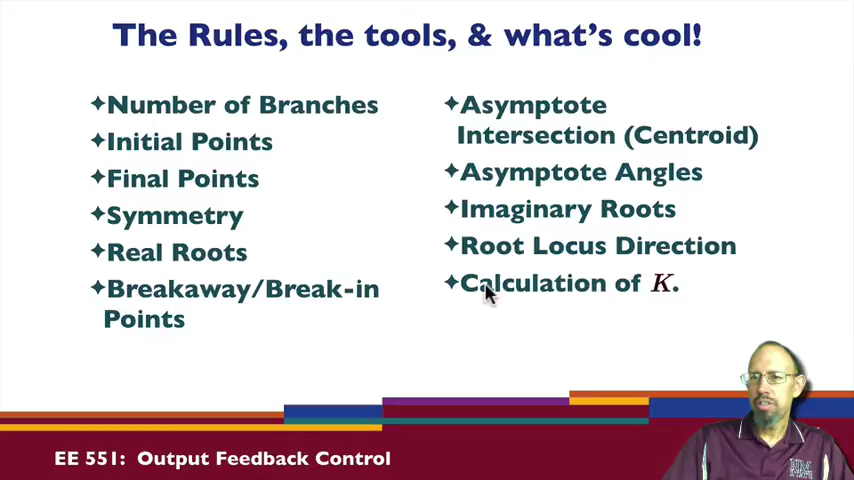 The Rules, the tools, & what's cool!
✦Number of Branches
✦Initial Points
✦Final Points
✦Symmetry
✦Real Roots
✦Breakaway/Break-in
Points
✦Asymptote
Intersection (Centroid)
✦Asymptote Angles
✦Imaginary Roots
✦Root Locus Direction
✦Calculation of K.
EE 551: Output Feedback Control